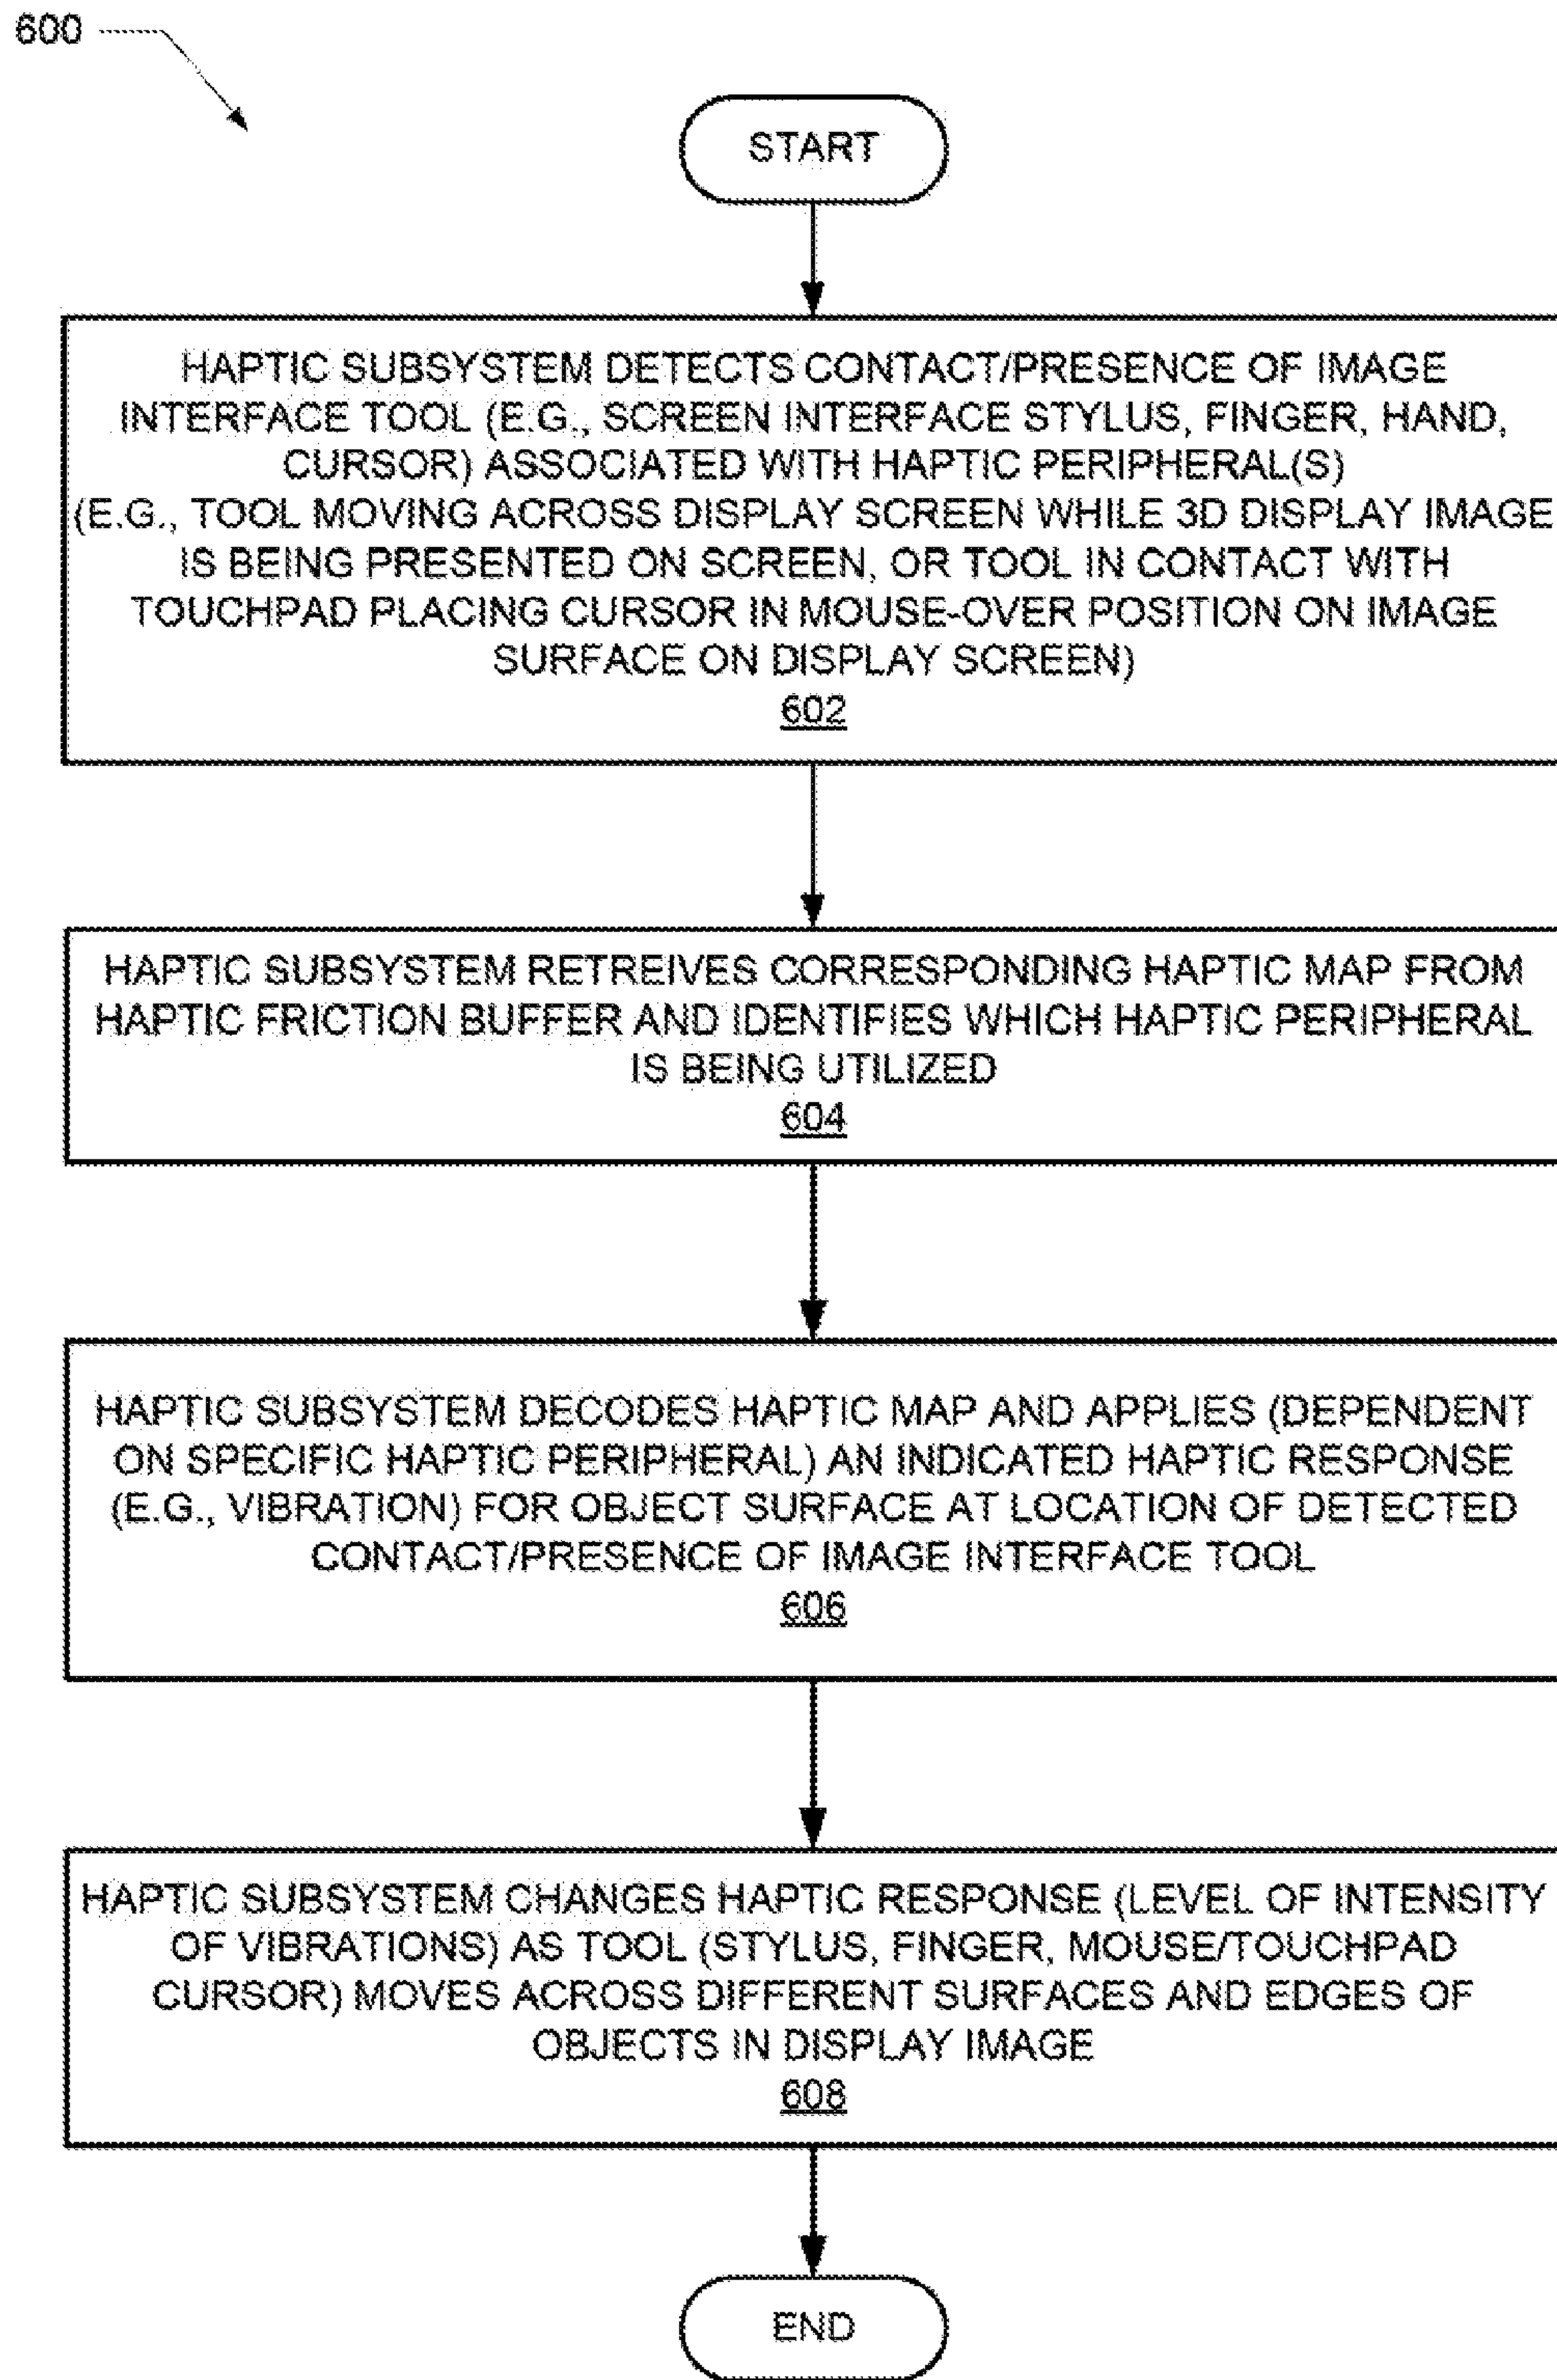 600
START
HAPTIC SUBSYSTEM DETECTS CONTACT/PRESENCE OF IMAGE
INTERFACE TOOL (E.G., SCREEN INTERFACE STYLUS, FINGER, HAND,
CURSOR) ASSOCIATED WITH HAPTIC PERIPHERAL(S)
(E.G., TOOL MOVING ACROSS DISPLAY SCREEN WHILE 3D DISPLAY IMAGE
IS BEING PRESENTED ON SCREEN, OR TOOL IN CONTACT WITH
TOUCHPAD PLACING CURSOR IN MOUSE-OVER POSITION ON IMAGE
SURFACE ON DISPLAY SCREEN)
602
HAPTIC SUBSYSTEM RETREIVES CORRESPONDING HAPTIC MAP FROM
HAPTIC FRICTION BUFFER AND IDENTIFIES WHICH HAPTIC PERIPHERAL
IS BEING UTILIZED
604
HAPTIC SUBSYSTEM DECODES HAPTIC MAP AND APPLIES (DEPENDENT
ON SPECIFIC HAPTIC PERIPHERAL) AN INDICATED HAPTIC RESPONSE
(E.G., VIBRATION) FOR OBJECT SURFACE AT LOCATION OF DETECTED
CONTACT/PRESENCE OF IMAGE INTERFACE TOOL
606
HAPTIC SUBSYSTEM CHANGES HAPTIC RESPONSE (LEVEL OF INTENSITY
OF VIBRATIONS) AS TOOL (STYLUS, FINGER, MOUSE/TOUCHPAD
CURSOR) MOVES ACROSS DIFFERENT SURFACES AND EDGES OF
OBJECTS IN DISPLAY IMAGE
608
END